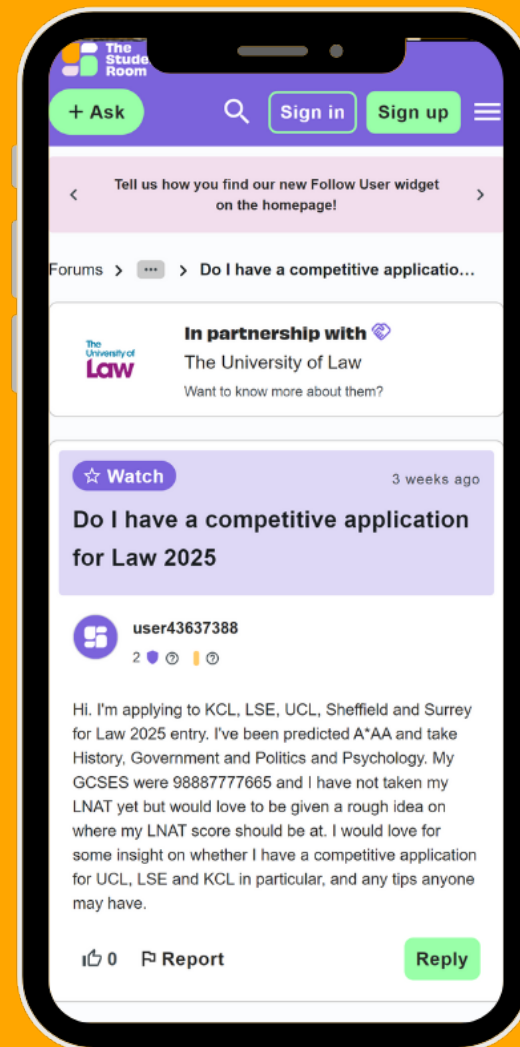 The
Stude
Room
+ Ask
Sign in
Sign up
Tell us how you find our new Follow User widget
on the homepage!
Forums > ... > Do I have a competitive applicatio...
The
University of
Law
In partnership with
The University of Law
Want to know more about them?
Watch
3 weeks ago
Do I have a competitive application
for Law 2025
user43637388
2
Hi. I'm applying to KCL, LSE, UCL, Sheffield and Surrey
for Law 2025 entry. I've been predicted A*AA and take
History, Government and Politics and Psychology. My
GCSES were 98887777665 and I have not taken my
LNAT yet but would love to be given a rough idea on
where my LNAT score should be at. I would love for
some insight on whether I have a competitive application
for UCL, LSE and KCL in particular, and any tips anyone
may have.
0
Report
Reply